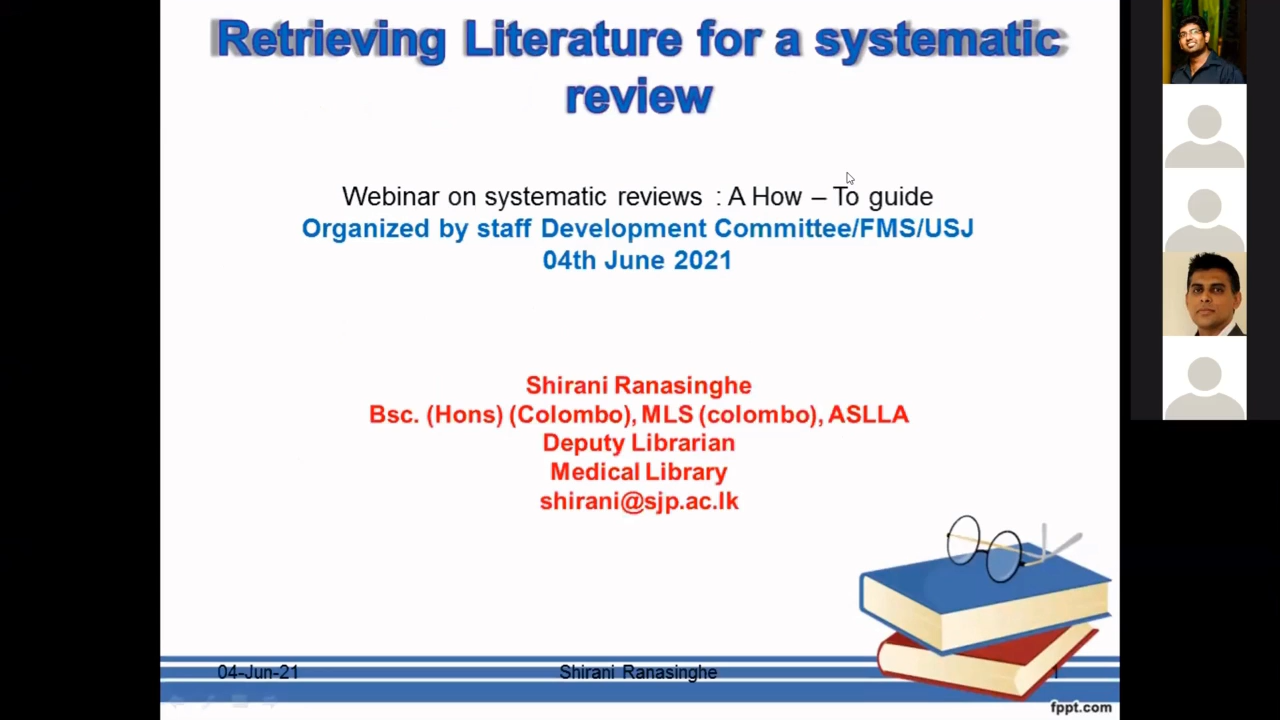 Retrieving Literature for a systematic
review
Webinar on systematic reviews : A How – To guide
Organized by staff Development Committee/FMS/USJ
04th June 2021
Shirani Ranasinghe
Bsc. (Hons) (Colombo), MLS (colombo), ASLLA
Deputy Librarian
Medical Library
shirani@sjp.ac.lk
04-Jun-21 Shirani Ranasinghe 1
fppt.com